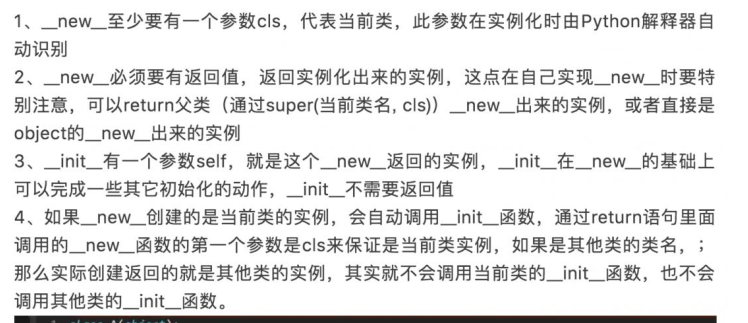 1、__new__至少要有一个参数cls，代表当前类，此参数在实例化时由Python解释器自
动识别
2、__new__必须要有返回值，返回实例化出来的实例，这点在自己实现__new__时要特
别注意，可以return父类（通过super(当前类名, cls)）__new__出来的实例，或者直接是
object的__new__出来的实例
3、__init__有一个参数self，就是这个__new__返回的实例，__init__在__new__的基础上
可以完成一些其它初始化的动作，__init__不需要返回值
4、如果__new__创建的是当前类的实例，会自动调用__init__函数，通过return语句里面
调用的__new__函数的第一个参数是cls来保证是当前类实例，如果是其他类的类名，；
那么实际创建返回的就是其他类的实例，其实就不会调用当前类的__init__函数，也不会
调用其他类的__init__函数。